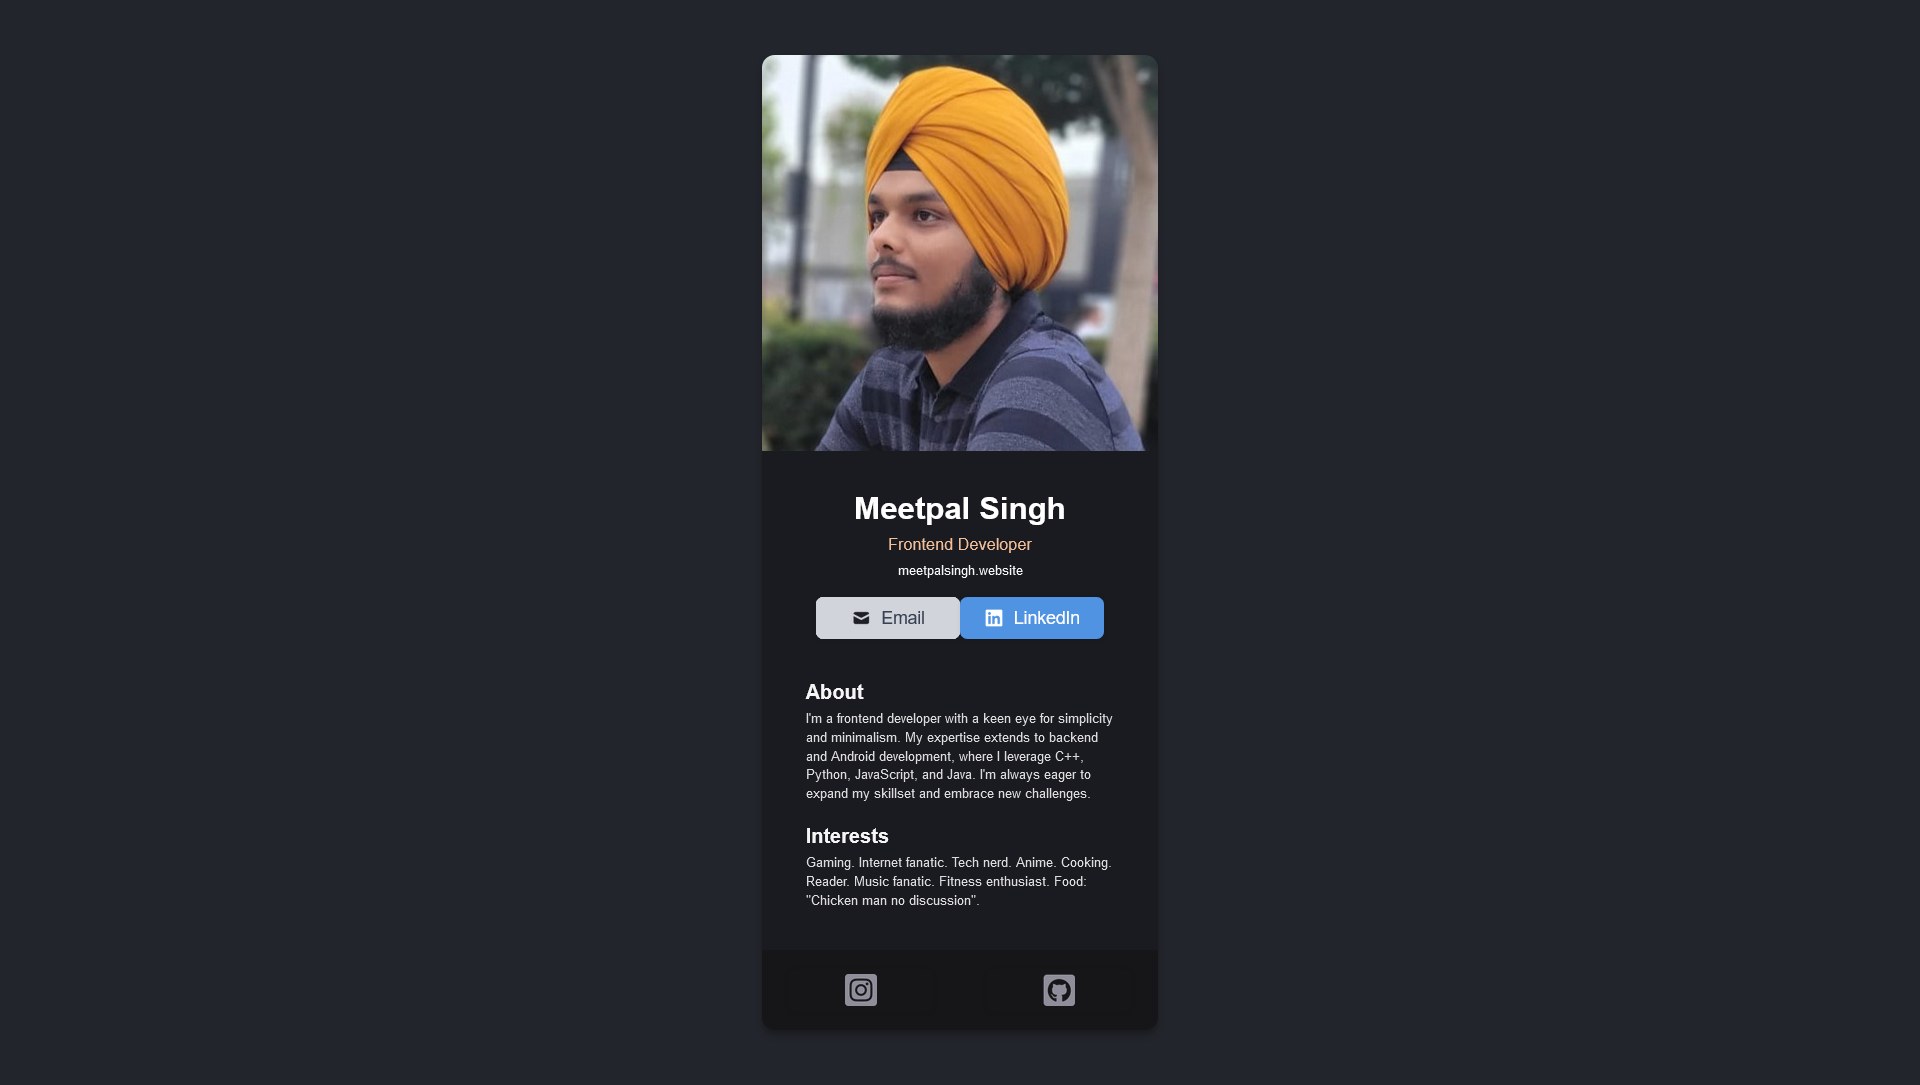 Meetpal Singh
Frontend Developer
meetpalsingh.website
Email
LinkedIn
About
I'm a frontend developer with a keen eye for simplicity
and minimalism. My expertise extends to backend
and Android development, where I leverage C++,
Python, JavaScript, and Java. I'm always eager to
expand my skillset and embrace new challenges.
Interests
Gaming. Internet fanatic. Tech nerd. Anime. Cooking.
Reader. Music fanatic. Fitness enthusiast. Food:
"Chicken man no discussion".